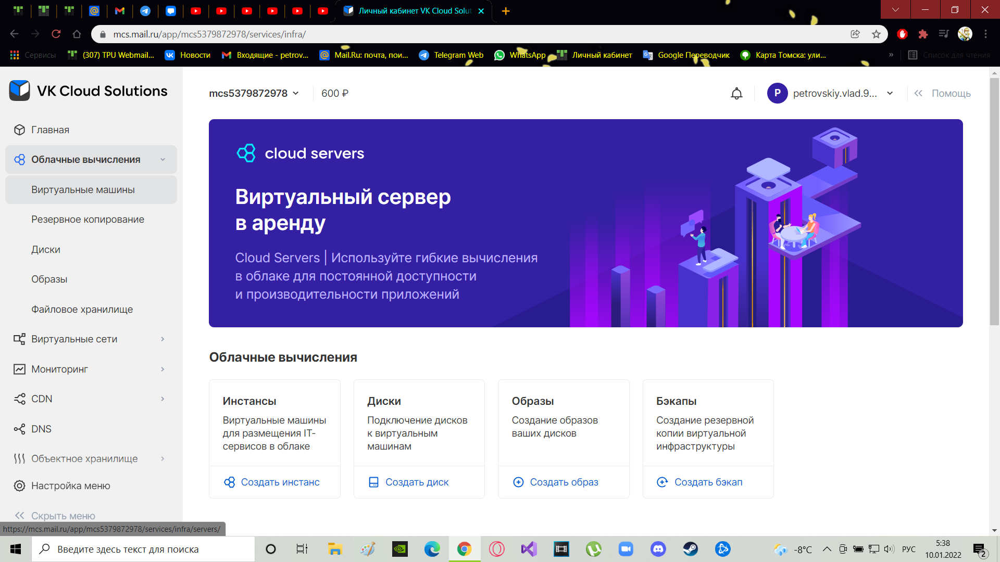 Личный кабинет VK Cloud Solut
mcs.mail.ru/app/mcs5379872978/services/infra/
Сервисы
(307) TPU Webmail...
Новости
Входящие - petrov...
Mail.Ru: почта, пои...
Telegram Web
WhatsApp
Личный кабинет
Google Переводчик
Карта Томска: ули...
»
Список для чтения
VK Cloud Solutions
mcs5379872978
600 ₽
P
petrovskiy.vlad.9...
Помощь
Главная
Облачные вычисления
Виртуальные машины
Резервное копирование
Диски
Образы
Файловое хранилище
Виртуальные сети
Мониторинг
CDN
DNS
Объектное хранилище
Настройка меню
Скрыть меню
cloud servers
Виртуальный сервер
в аренду
Cloud Servers | Используйте гибкие вычисления
в облаке для постоянной доступности
и производительности приложений
Облачные вычисления
Инстансы
Виртуальные машины
для размещения IT-
сервисов в облаке
Создать инстанс
Диски
Подключение дисков
к виртуальным
машинам
Создать диск
Образы
Создание образов
ваших дисков
Создать образ
Бэкапы
Создание резервной
копии виртуальной
инфраструктуры
Создать бэкап
https://mcs.mail.ru/app/mcs5379872978/services/infra/servers/
Введите здесь текст для поиска
-8°C
РУС
5:38
10.01.2022
2